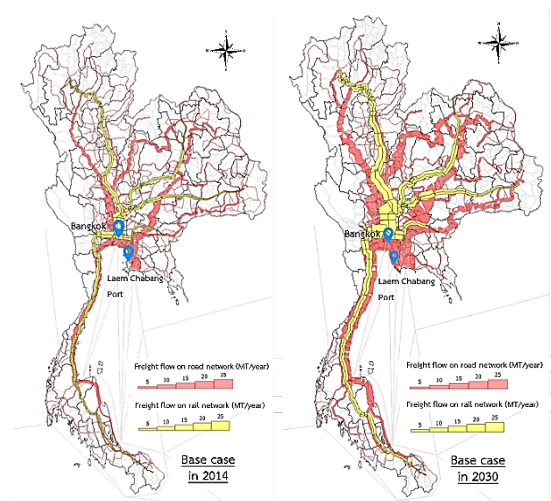 Bangkok
Laem Chabang
Port
Freight flow on road network (MT/year)
5 10 15 20 25
Freight flow on rail network (MT/year)
5 10 15 20 25
Base case
in 2014
Bangkok
Laem Chabang
Port
Freight flow on road network (MT/year)
5 10 15 20 25
Freight flow on rail network (MT/year)
5 10 15 20 25
Base case
in 2030